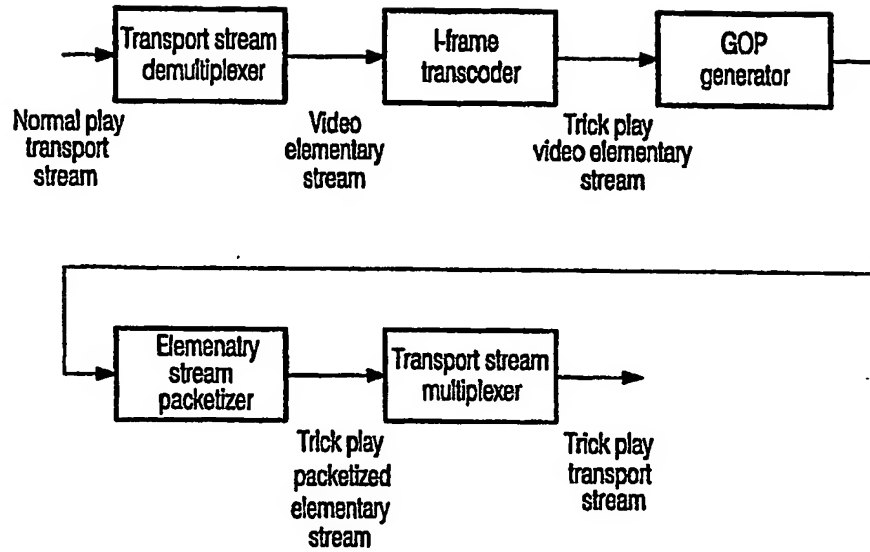 Transport stream
demultiplexer
I-frame
transcoder
GOP
generator
Normal play
transport
stream
Video
elementary
stream
Trick play
video elementary
stream
Elemenatry
stream
packetizer
Transport stream
multiplexer
Trick play
packetized
elementary
stream
Trick play
transport
stream